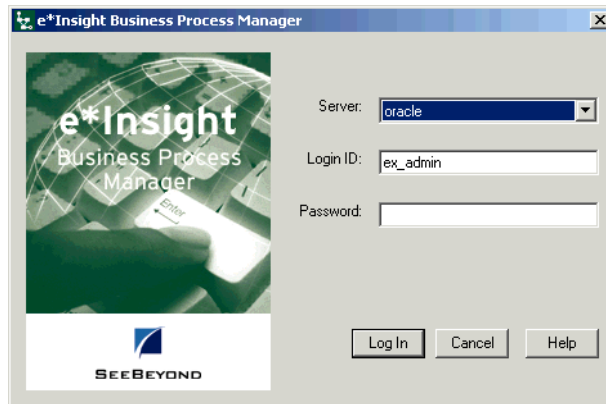 e*Insight Business Process Manager
e*Insight
Business Process
Manager
Enter
SEEBEYOND
Server:
oracle
Login ID:
ex_admin
Password:
Log In
Cancel
Help